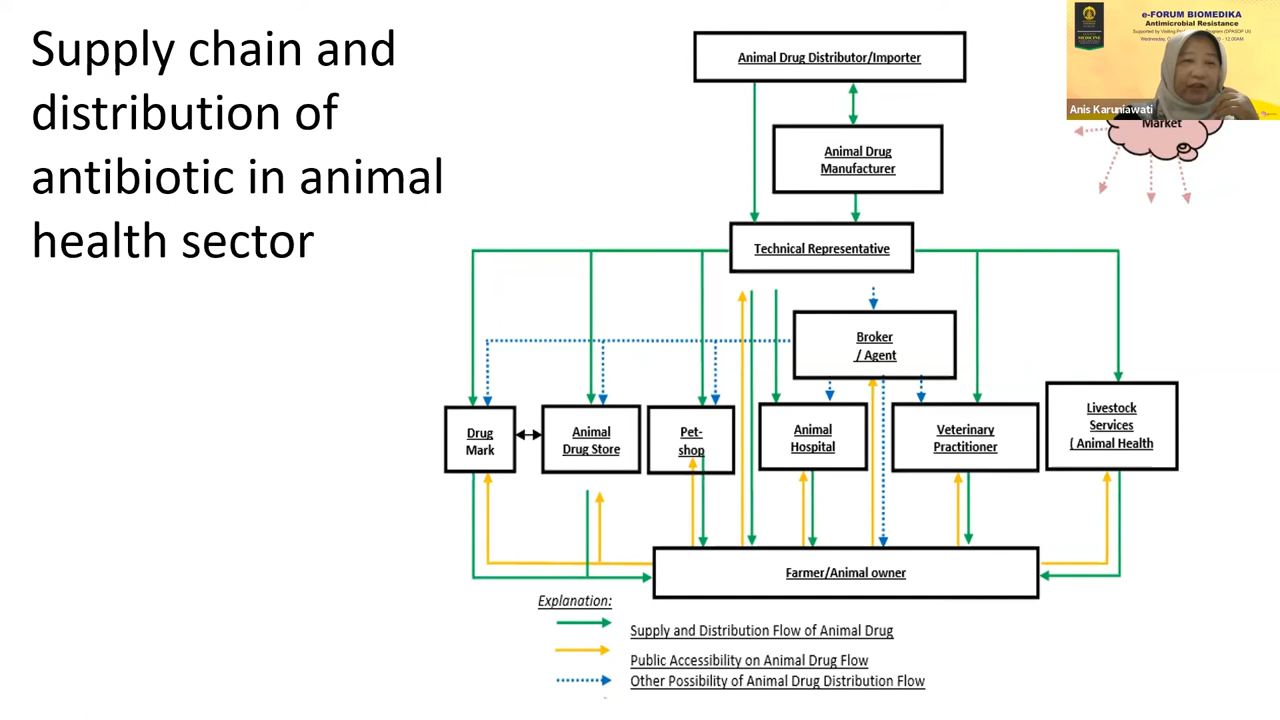 Supply chain and
distribution of
antibiotic in animal
health sector
e-FORUM BIOMEDIKA
Antimicrobial Resistance
Anis Karuniawati
Market
Animal Drug Distributor/Importer
Animal Drug
Manufacturer
Technical Representative
Broker
/ Agent
Drug
Mark
Animal
Drug Store
Pet-
shop
Animal
Hospital
Veterinary
Practitioner
Livestock
Services
( Animal Health
Farmer/Animal owner
Explanation:
Supply and Distribution Flow of Animal Drug
Public Accessibility on Animal Drug Flow
Other Possibility of Animal Drug Distribution Flow